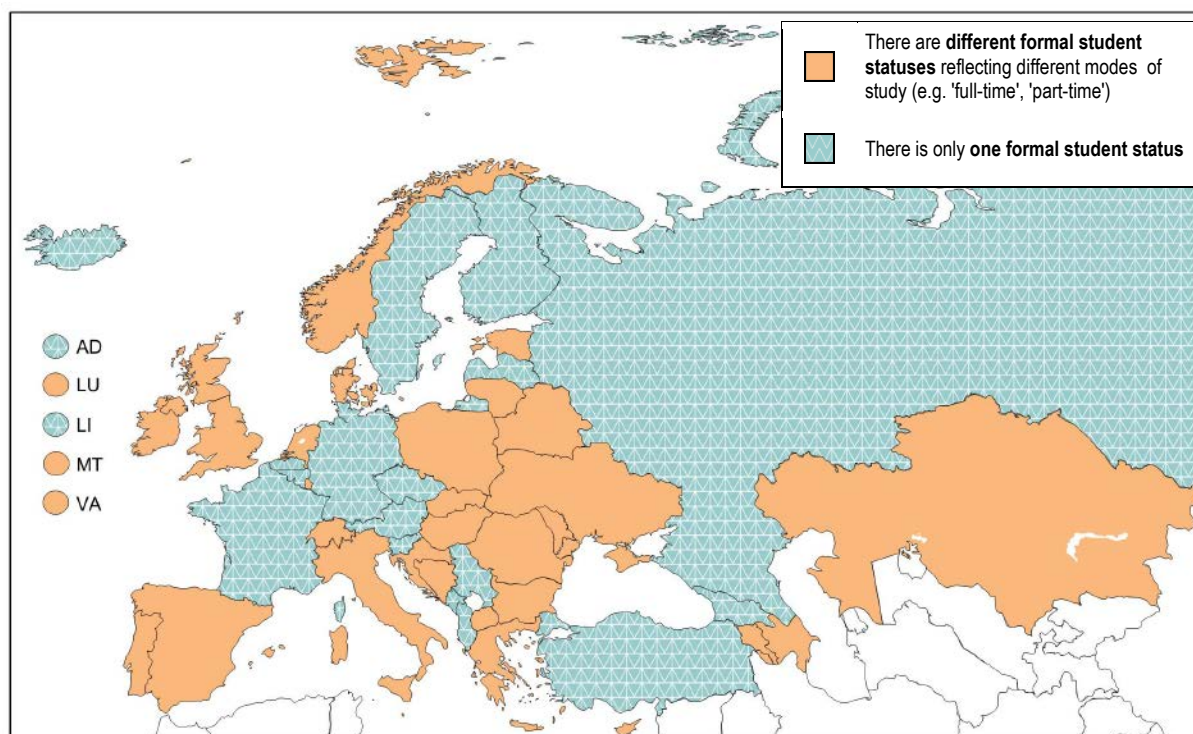 There are different formal student
statuses reflecting different modes of
study (e.g. 'full-time', 'part-time')
There is only one formal student status
AD
LU
LI
MT
VA